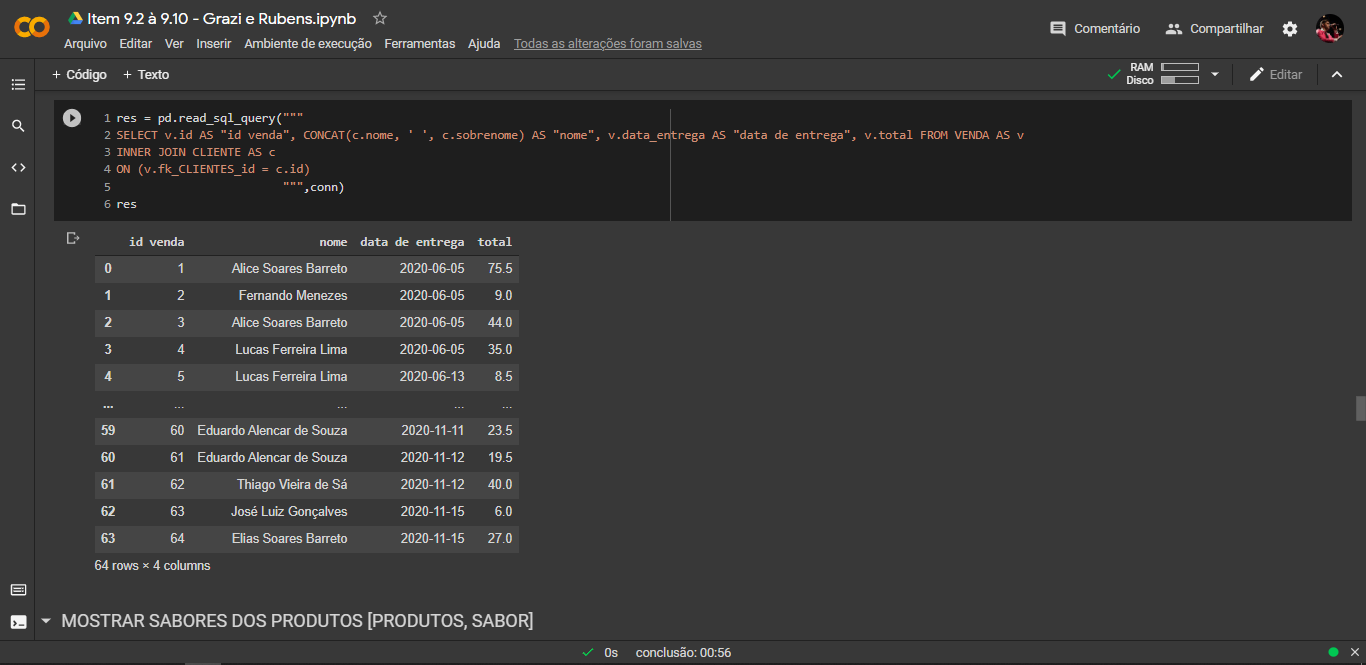 Item 9.2 à 9.10 - Grazi e Rubens.ipynb
Arquivo Editar Ver Inserir Ambiente de execução Ferramentas Ajuda Todas as alterações foram salvas
Comentário Compartilhar
+ Código + Texto
RAM
Disco
Editar
1 res = pd.read_sql_query("""
2 SELECT v.id AS "id venda", CONCAT(c.nome, ' ', c.sobrenome) AS "nome", v.data_entrega AS "data de entrega", v.total FROM VENDA AS v
3 INNER JOIN CLIENTE AS c
4 ON (v.fk_CLIENTES_id = c.id)
5 """,conn)
6 res
id venda nome data de entrega total
0 1 Alice Soares Barreto 2020-06-05 75.5
1 2 Fernando Menezes 2020-06-05 9.0
2 3 Alice Soares Barreto 2020-06-05 44.0
3 4 Lucas Ferreira Lima 2020-06-05 35.0
4 5 Lucas Ferreira Lima 2020-06-13 8.5
... ... ... ... ...
59 60 Eduardo Alencar de Souza 2020-11-11 23.5
60 61 Eduardo Alencar de Souza 2020-11-12 19.5
61 62 Thiago Vieira de Sá 2020-11-12 40.0
62 63 José Luiz Gonçalves 2020-11-15 6.0
63 64 Elias Soares Barreto 2020-11-15 27.0
64 rows × 4 columns
MOSTRAR SABORES DOS PRODUTOS [PRODUTOS, SABOR]
0s conclusão: 00:56